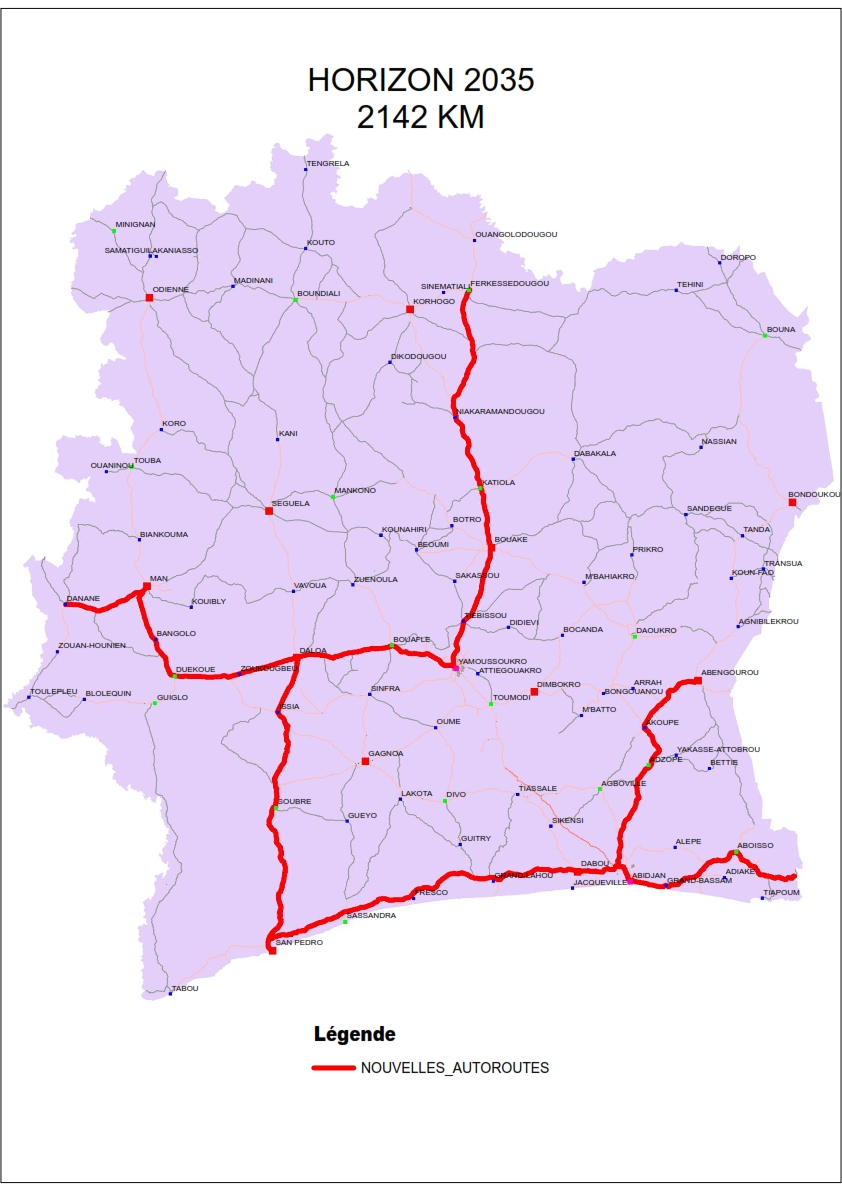 HORIZON 2035
2142 KM
TENGRELA
MINIGNAN
OUANGOLODOUGOU
KOUTO
SAMATIGUILAKANIASSO
DOROPO
MADINANI
ODIENNE
BOUNDIALI
SINEMATIALI
FERKESSEDOUGOU
TEHINI
KORHOGO
BOUNA
DIKODOUGOU
NIAKARAMANDOUGOU
KORO
KANI
NASSIAN
DABAKALA
OUANINOU
TOUBA
KATIOLA
MANKONO
BONDOUKOU
SEGUELA
SANDEGUE
BOTRO
KOUNAHIRI
TANDA
BIANKOUMA
BEOUMI
BOUAKE
PRIKRO
TRANSUA
KOUN-FAO
MAN
VAVOUA
ZUENOULA
SAKASSOU
M'BAHIAKRO
DANANE
KOUIBLY
TIEBISSOU
DIDIEVI
AGNIBILEKROU
BOCANDA
DAOUKRO
BANGOLO
BOUAFLE
ZOUAN-HOUNIEN
DALOA
YAMOUSSOUKRO
ATTIEGOUAKRO
DUEKOUE
ZOUKOUGBEU
ABENGOUROU
ARRAH
SINFRA
DIMBOKRO
BONGOUANOU
TOULEPLEU
BLOLEQUIN
GUIGLO
TOUMODI
ISSIA
M'BATTO
OUME
AKOUPE
YAKASSE-ATTOBROU
GAGNOA
ADZOPE
BETTIE
AGBOVILLE
TIASSALE
LAKOTA
DIVO
SOUBRE
GUEYO
SIKENSI
GUITRY
ALEPE
ABOISSO
DABOU
GRAND-LAHOU
JACQUEVILLE
ABIDJAN
GRAND-BASSAM
ADIAKE
TIAPOUM
FRESCO
SASSANDRA
SAN PEDRO
TABOU
Légende
NOUVELLES_AUTOROUTES